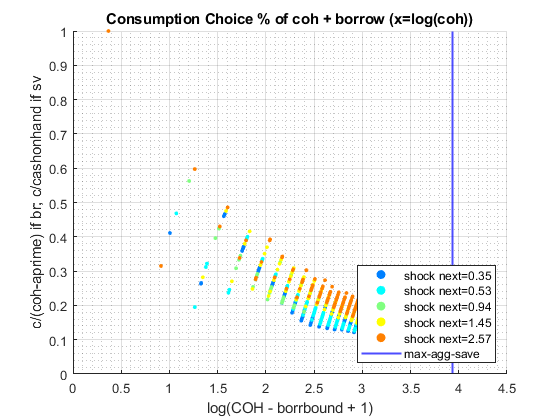 Consumption Choice % of coh + borrow (x=log(coh))
c/(coh-aprime) if br, c/cashonhand if sv
1
0.9
0.8
0.7
0.6
0.5
0.4
0.3
0.2
0.1
0
0
0.5
1
1.5
2
2.5
3
3.5
4
4.5
log(COH - borrbound + 1)
shock next=0.35
shock next=0.53
shock next=0.94
shock next=1.45
shock next=2.57
max-agg-save